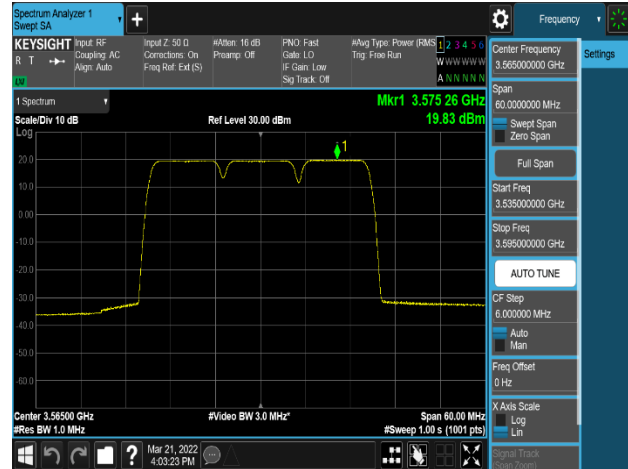 Spectrum Analyzer 1
Swept SA
Frequency
KEYSIGHT
R T
Input: RF
Coupling: AC
Align: Auto
Input Z: 50 Ω
Corrections: On
Freq Ref: Ext (S)
#Atten: 16 dB
Preamp: Off
PNO: Fast
Gate: LO
IF Gain: Low
Sig Track: Off
#Avg Type: Power (RMS
Trig: Free Run
1 2 3 4 5 6
W W W W W W
A N N N N N
1 Spectrum
Scale/Div 10 dB
Log
Ref Level 30.00 dBm
Mkr1 3.575 26 GHz
19.83 dBm
1
20.0
10.0
0.00
-10.0
-20.0
-30.0
-40.0
-50.0
-60.0
Center 3.56500 GHz
#Res BW 1.0 MHz
#Video BW 3.0 MHz*
Span 60.00 MHz
#Sweep 1.00 s (1001 pts)
Mar 21, 2022
4:03:23 PM
Settings
Center Frequency
3.565000000 GHz
Span
60.0000000 MHz
Swept Span
Zero Span
Full Span
Start Freq
3.535000000 GHz
Stop Freq
3.595000000 GHz
AUTO TUNE
CF Step
6.000000 MHz
Auto
Man
Freq Offset
0 Hz
X Axis Scale
Log
Lin
Signal Track
(Span Zoom)